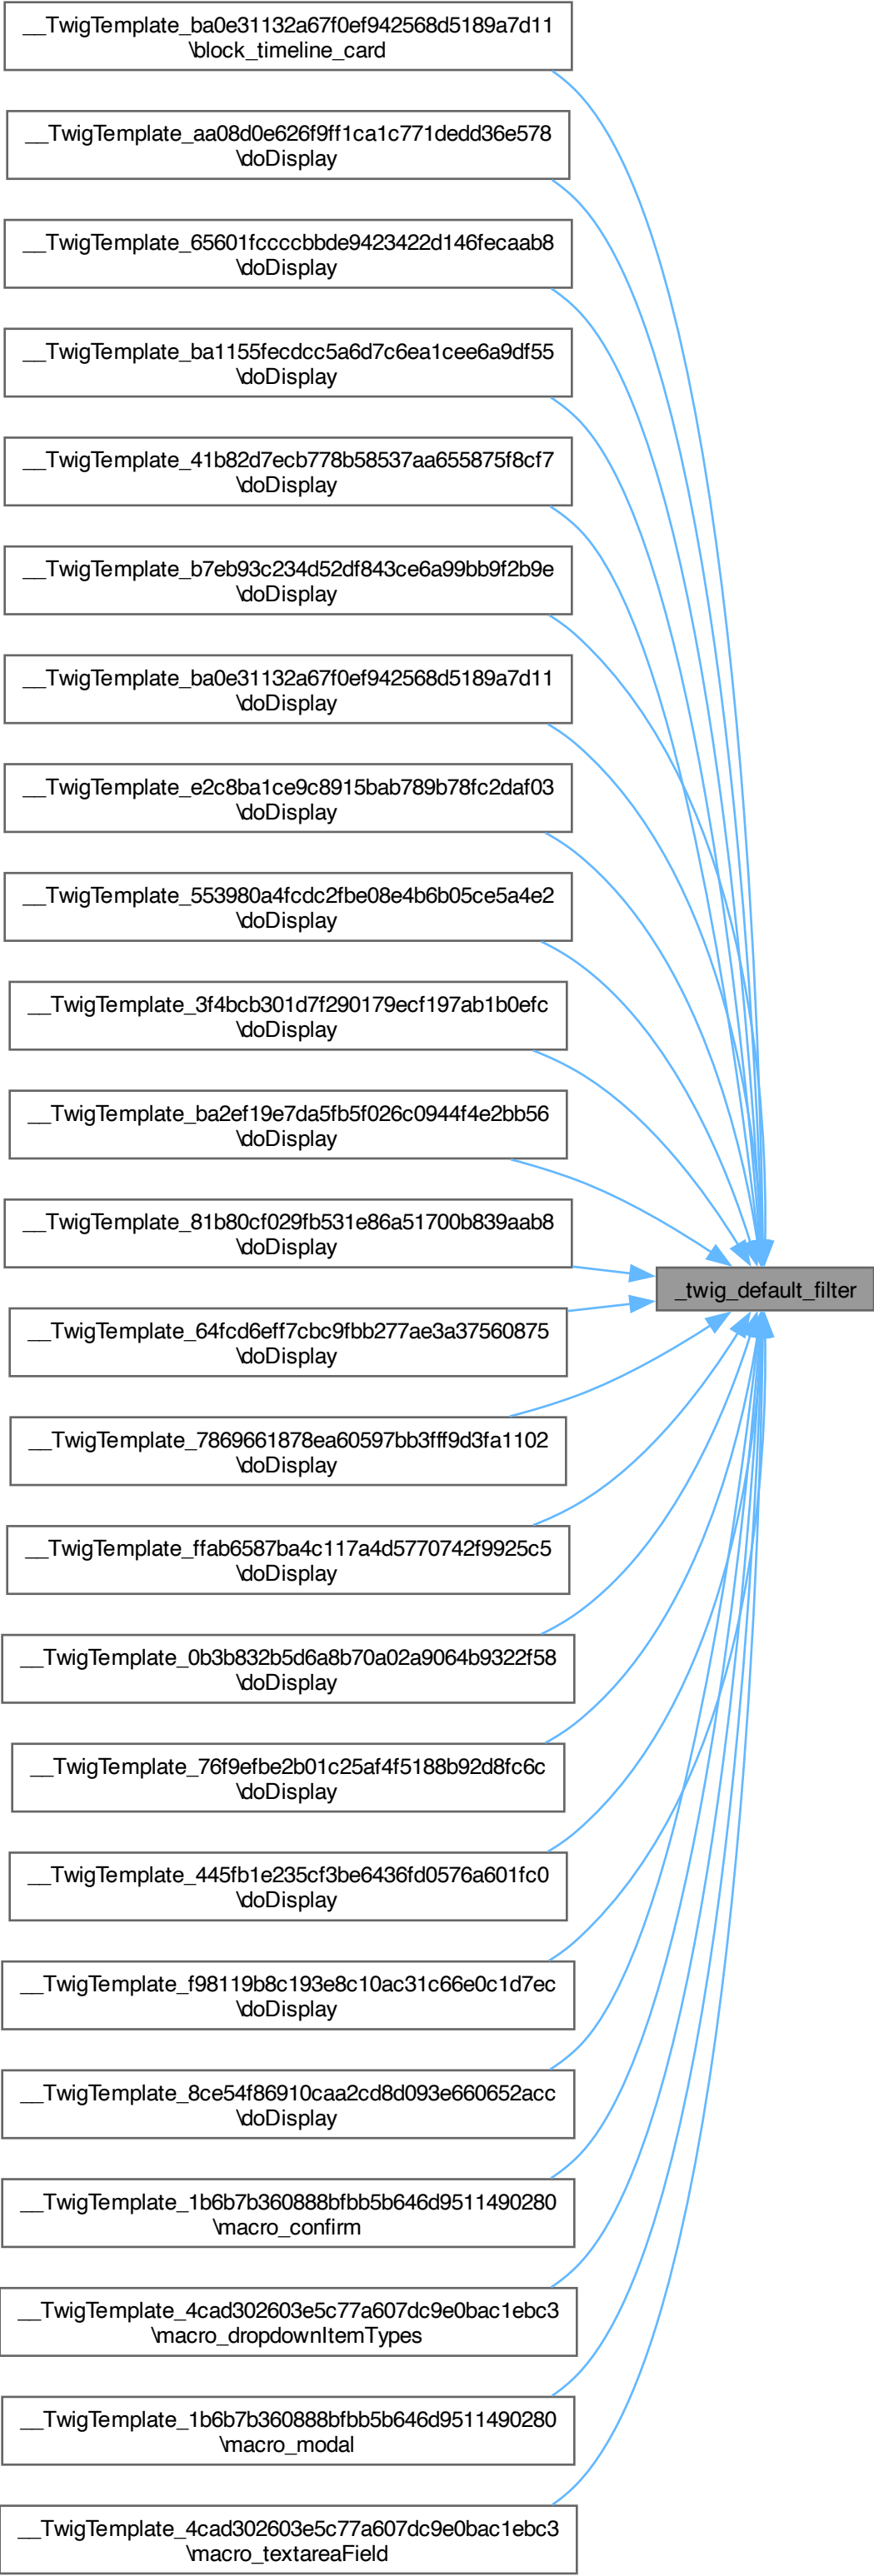 __TwigTemplate_ba0e31132a67f0ef942568d5189a7d11
\block_timeline_card
__TwigTemplate_aa08d0e626f9ff1ca1c771dedd36e578
\doDisplay
__TwigTemplate_65601fccccbbde9423422d146fecaab8
\doDisplay
__TwigTemplate_ba1155fecdcc5a6d7c6ea1cee6a9df55
\doDisplay
__TwigTemplate_41b82d7ecb778b58537aa655875f8cf7
\doDisplay
__TwigTemplate_b7eb93c234d52df843ce6a99bb9f2b9e
\doDisplay
__TwigTemplate_ba0e31132a67f0ef942568d5189a7d11
\doDisplay
__TwigTemplate_e2c8ba1ce9c8915bab789b78fc2daf03
\doDisplay
__TwigTemplate_553980a4fcdc2fbe08e4b6b05ce5a4e2
\doDisplay
__TwigTemplate_3f4bcb301d7f290179ecf197ab1b0efc
\doDisplay
__TwigTemplate_ba2ef19e7da5fb5f026c0944f4e2bb56
\doDisplay
__TwigTemplate_81b80cf029fb531e86a51700b839aab8
\doDisplay
_twig_default_filter
__TwigTemplate_64fcd6eff7cbc9fbb277ae3a37560875
\doDisplay
__TwigTemplate_7869661878ea60597bb3fff9d3fa1102
\doDisplay
__TwigTemplate_ffab6587ba4c117a4d5770742f9925c5
\doDisplay
__TwigTemplate_0b3b832b5d6a8b70a02a9064b9322f58
\doDisplay
__TwigTemplate_76f9efbe2b01c25af4f5188b92d8fc6c
\doDisplay
__TwigTemplate_445fb1e235cf3be6436fd0576a601fc0
\doDisplay
__TwigTemplate_f98119b8c193e8c10ac31c66e0c1d7ec
\doDisplay
__TwigTemplate_8ce54f86910caa2cd8d093e660652acc
\doDisplay
__TwigTemplate_1b6b7b360888bfbb5b646d9511490280
\macro_confirm
__TwigTemplate_4cad302603e5c77a607dc9e0bac1ebc3
\macro_dropdownItemTypes
__TwigTemplate_1b6b7b360888bfbb5b646d9511490280
\macro_modal
__TwigTemplate_4cad302603e5c77a607dc9e0bac1ebc3
\macro_textareaField